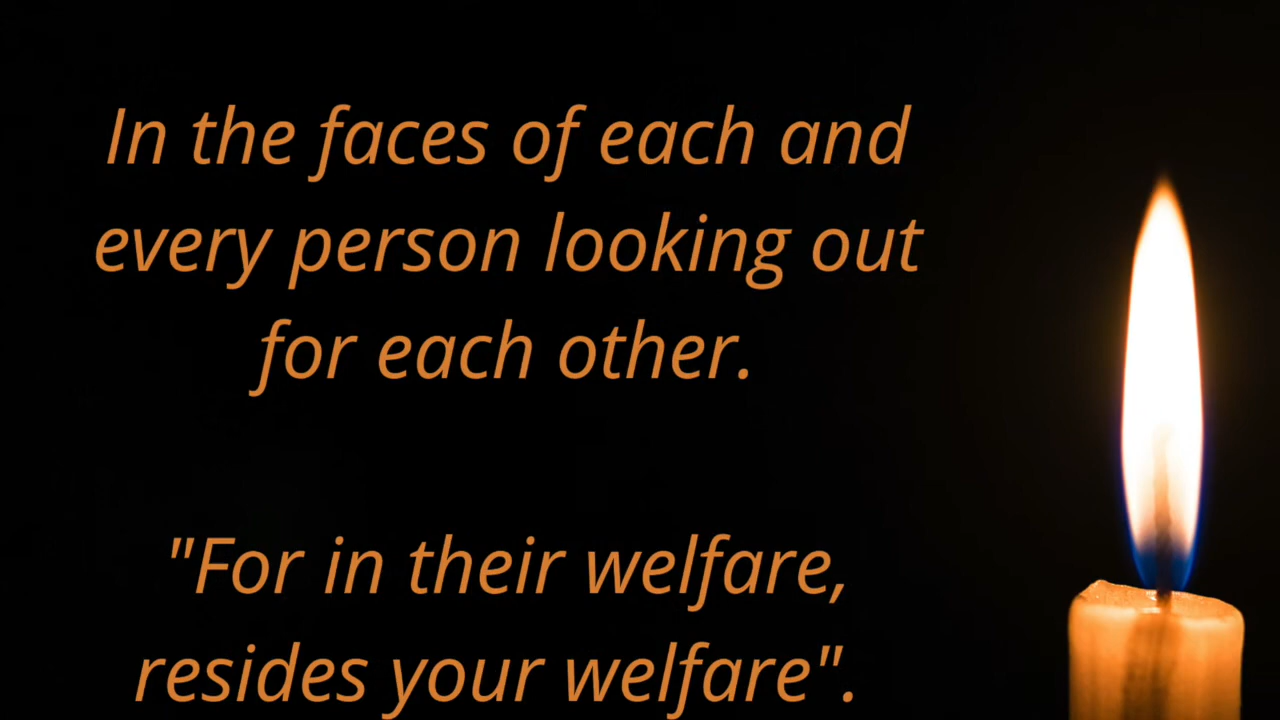 In the faces of each and
every person looking out
for each other.
"For in their welfare,
resides your welfare".